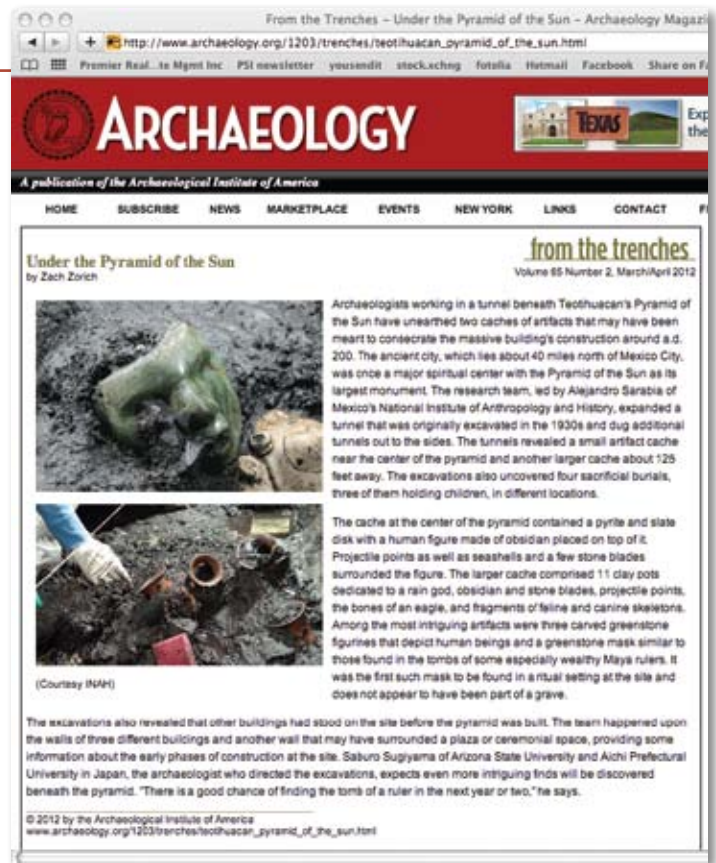 From the Trenches – Under the Pyramid of the Sun – Archaeology Magazi
http://www.archaeology.org/1203/trenches/teotihuacan_pyramid_of_the_sun.html
Premier Real...te Mgmt Inc PSI newsletter yousendit stock.xchng fotolia Hotmail Facebook Share on F
ARCHAEOLOGY
TEXAS
Exp
the
A publication of the Archaeological Institute of America
HOME SUBSCRIBE NEWS MARKETPLACE EVENTS NEW YORK LINKS CONTACT F
from the trenches
Under the Pyramid of the Sun
by Zach Zorich
Volume 65 Number 2, March/April 2012
Archaeologists working in a tunnel beneath Teotihuacan's Pyramid of
the Sun have unearthed two caches of artifacts that may have been
meant to consecrate the massive building's construction around a.d.
200. The ancient city, which lies about 40 miles north of Mexico City,
was once a major spiritual center with the Pyramid of the Sun as its
largest monument. The research team, led by Alejandro Sarabia of
Mexico's National Institute of Anthropology and History, expanded a
tunnel that was originally excavated in the 1930s and dug additional
tunnels out to the sides. The tunnels revealed a small artifact cache
near the center of the pyramid and another larger cache about 125
feet away. The excavations also uncovered four sacrificial burials,
three of them holding children, in different locations.
The cache at the center of the pyramid contained a pyrite and slate
disk with a human figure made of obsidian placed on top of it.
Projectile points as well as seashells and a few stone blades
surrounded the figure. The larger cache comprised 11 clay pots
dedicated to a rain god, obsidian and stone blades, projectile points,
the bones of an eagle, and fragments of feline and canine skeletons.
Among the most intriguing artifacts were three carved greenstone
figurines that depict human beings and a greenstone mask similar to
those found in the tombs of some especially wealthy Maya rulers. It
was the first such mask to be found in a ritual setting at the site and
does not appear to have been part of a grave.
(Courtesy INAH)
The excavations also revealed that other buildings had stood on the site before the pyramid was built. The team happened upon
the walls of three different buildings and another wall that may have surrounded a plaza or ceremonial space, providing some
information about the early phases of construction at the site. Saburo Sugiyama of Arizona State University and Aichi Prefectural
University in Japan, the archaeologist who directed the excavations, expects even more intriguing finds will be discovered
beneath the pyramid. "There is a good chance of finding the tomb of a ruler in the next year or two," he says.
© 2012 by the Archaeological Institute of America
www.archaeology.org/1203/trenches/teotihuacan_pyramid_of_the_sun.html